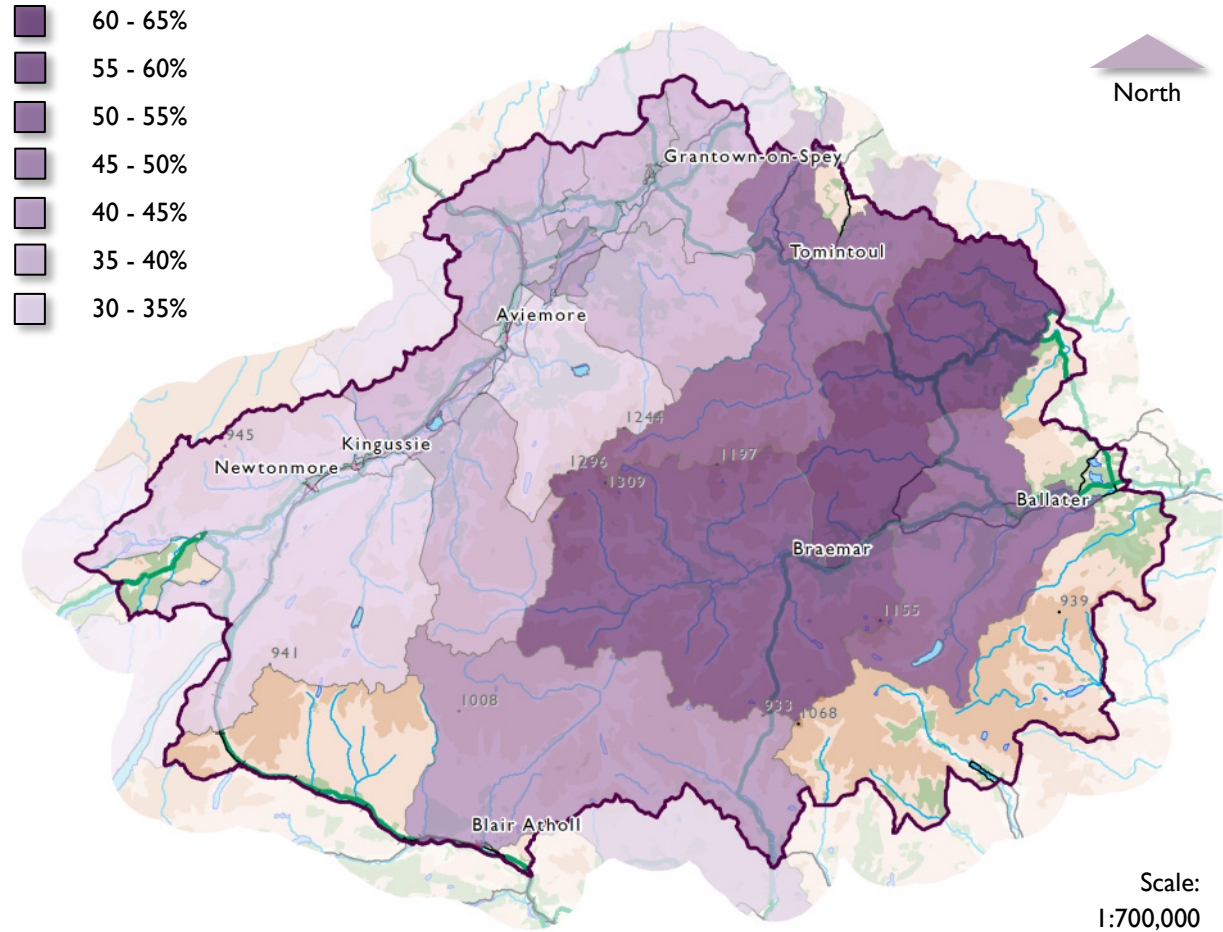 60 - 65%
55 - 60%
50 - 55%
45 - 50%
40 - 45%
35 - 40%
30 - 35%
North
Grantown-on-Spey
Tomintoul
Aviemore
1244
945
Kingussie
Newtonmore
1296
1197
1309
Ballater
Braemar
1155
939
941
1008
933
1068
Blair Atholl
Scale:
1:700,000